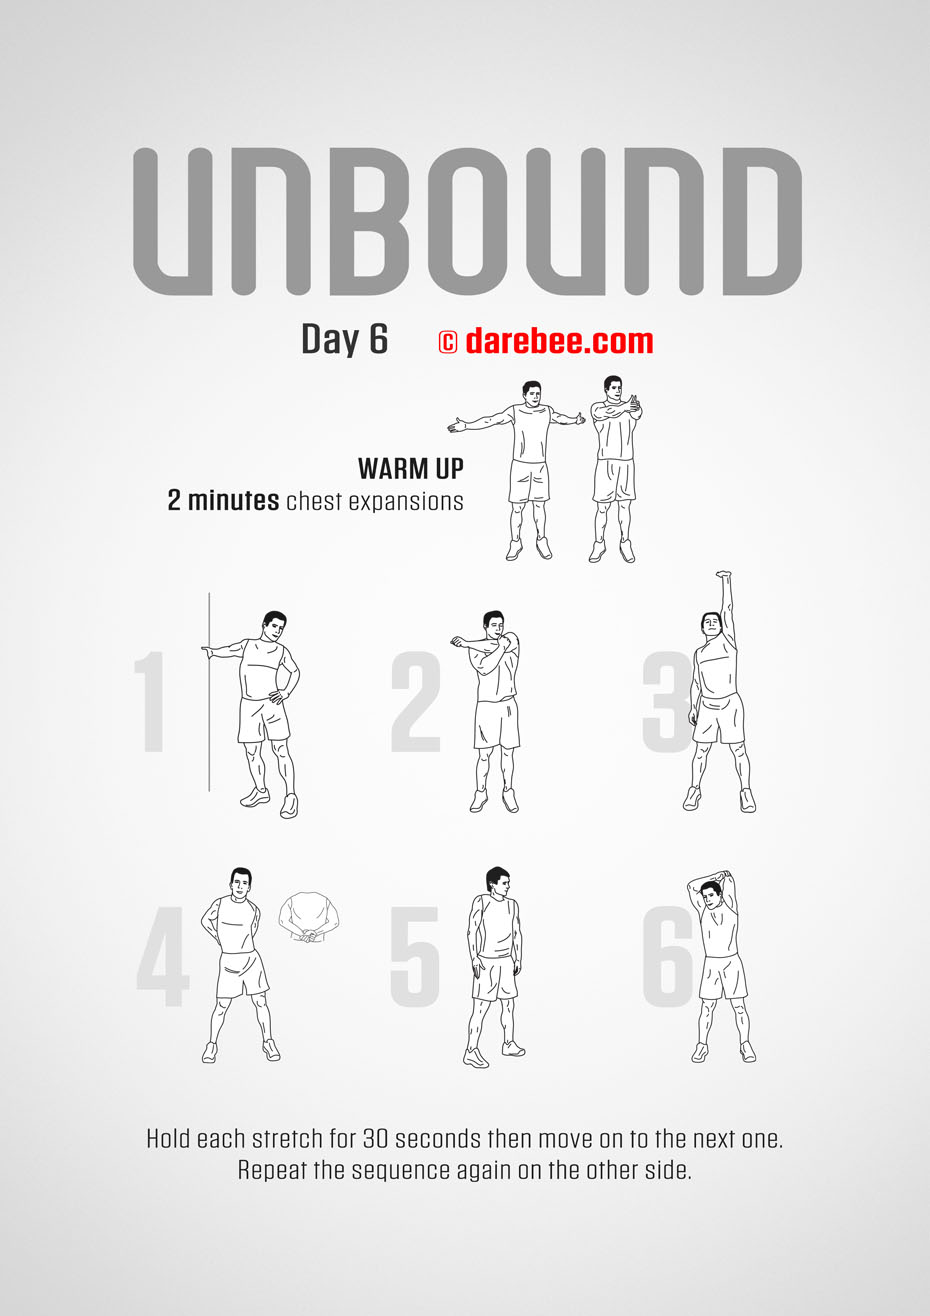 UNBOUND
Day 6 © darebee.com
WARM UP
2 minutes chest expansions
1
2
3
4
5
6
Hold each stretch for 30 seconds then move on to the next one.
Repeat the sequence again on the other side.